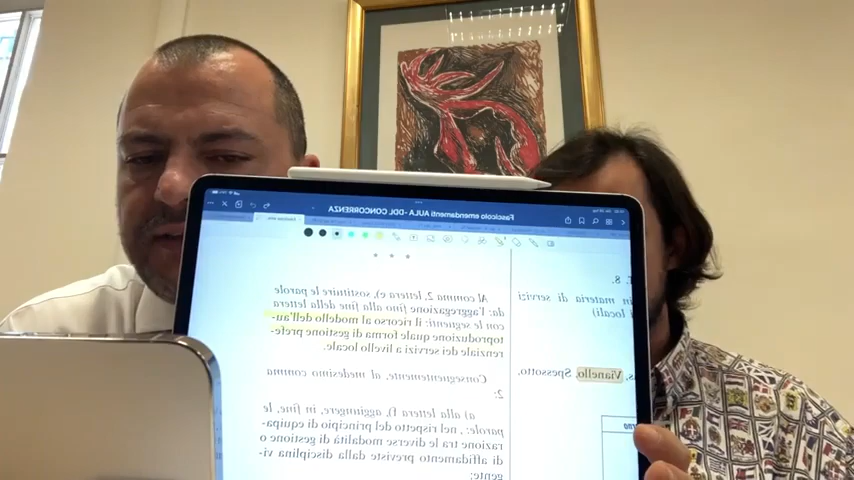 Fascicolo emendamenti AULA-DDL CONCORRENZA
8.
in materia di servizi
locali)
Vianello, Spessotto,
Al comma 2, lettera e), sostituire le parole
da: l'aggregazione fino alla fine della lettera
con le seguenti: il ricorso al modello dell'au-
toproduzione quale forma di gestione prefe-
renziale dei servizi a livello locale.
Conseguentemente, al medesimo comma
2:
a) alla lettera f), aggiungere, in fine, le
parole: , nel rispetto del principio di equipa-
razione tra le diverse modalità di gestione o
di affidamento previste dalla disciplina vi-
gente;